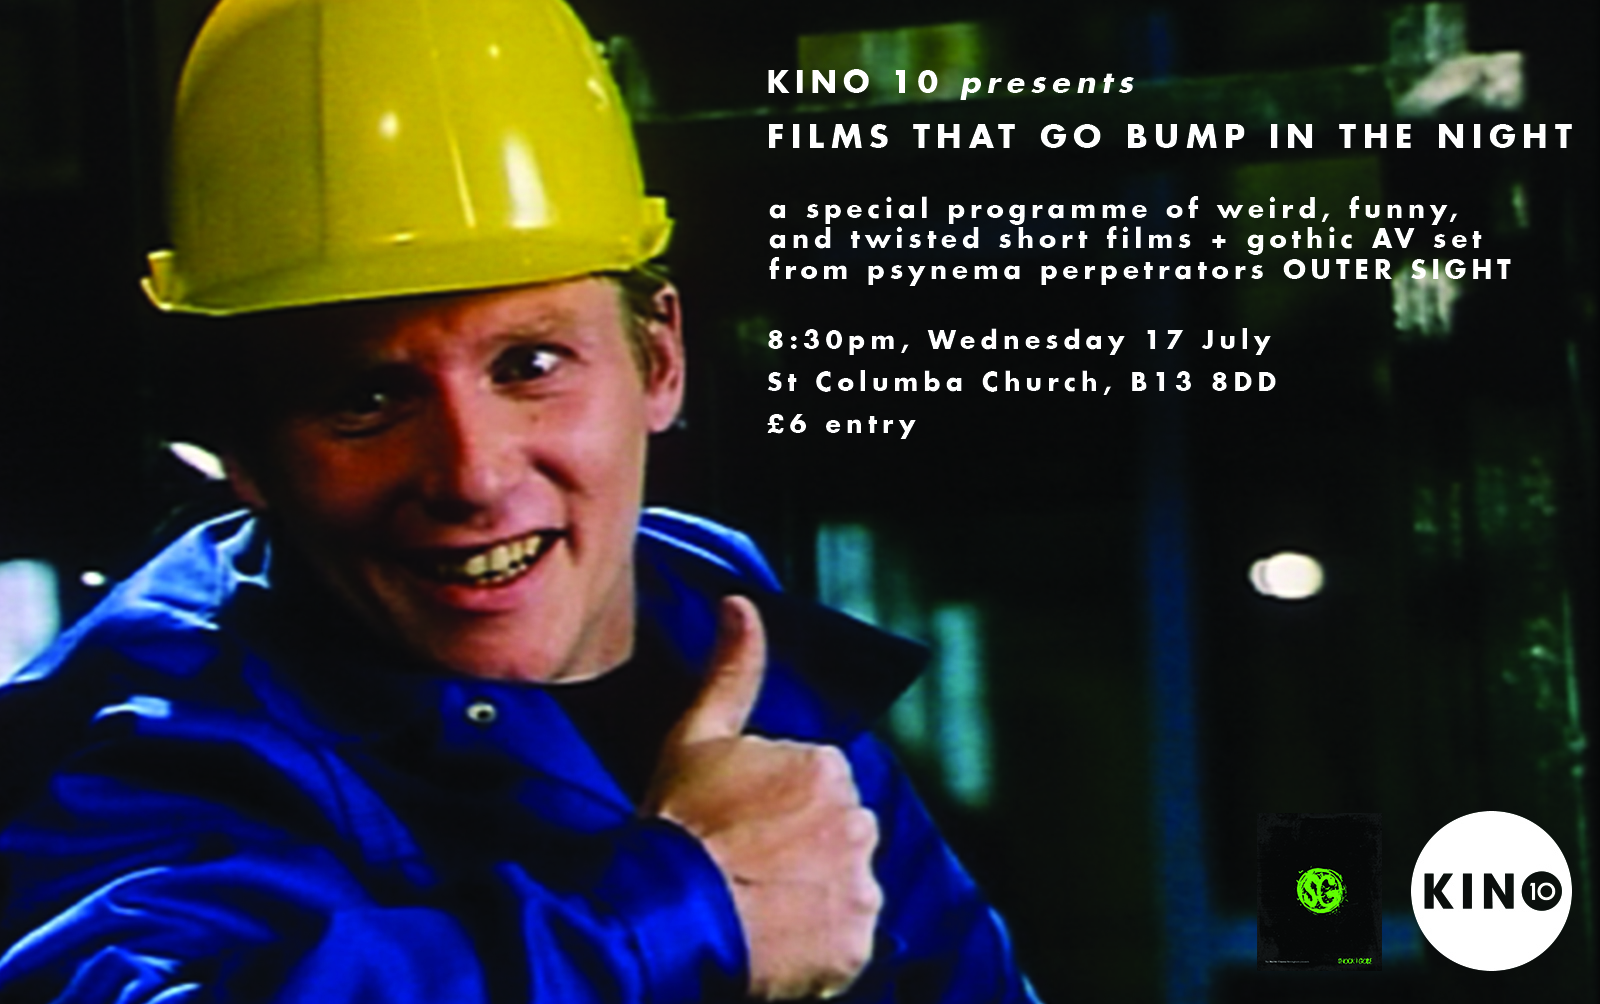 KINO 10 presents
FILMS THAT GO BUMP IN THE NIGHT
a special programme of weird, funny,
and twisted short films + gothic AV set
from psynema perpetrators OUTER SIGHT
8:30pm, Wednesday 17 July
St Columba Church, B13 8DD
£6 entry
SG
KINO 10